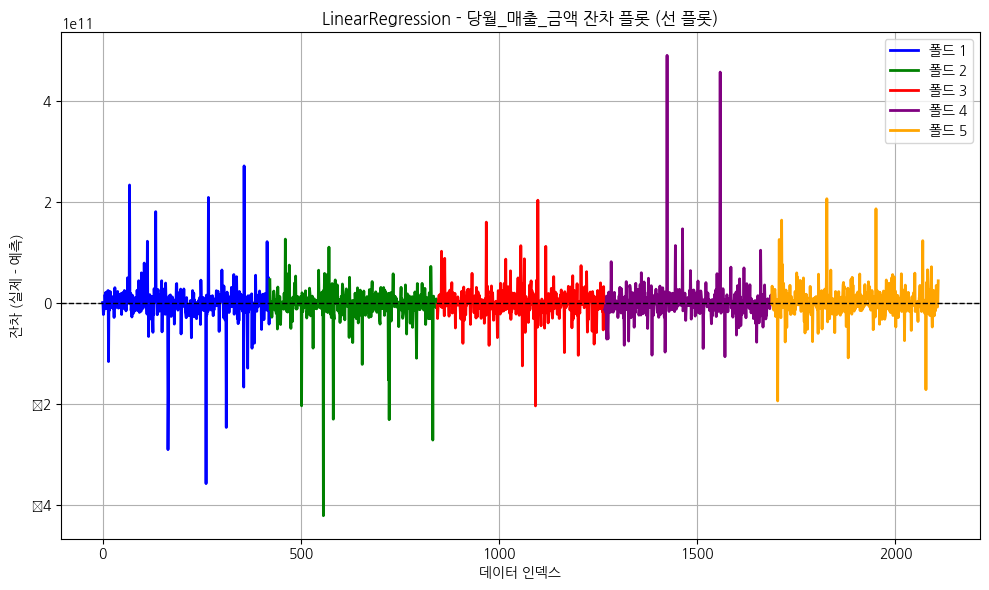 LinearRegression - 당월_매출_금액 잔차 플롯 (선 플롯)
1e11
폴드 1
폴드 2
폴드 3
폴드 4
폴드 5
4
2
0
2
4
잔차 (실제 - 예측)
0
500
1000
1500
2000
데이터 인덱스